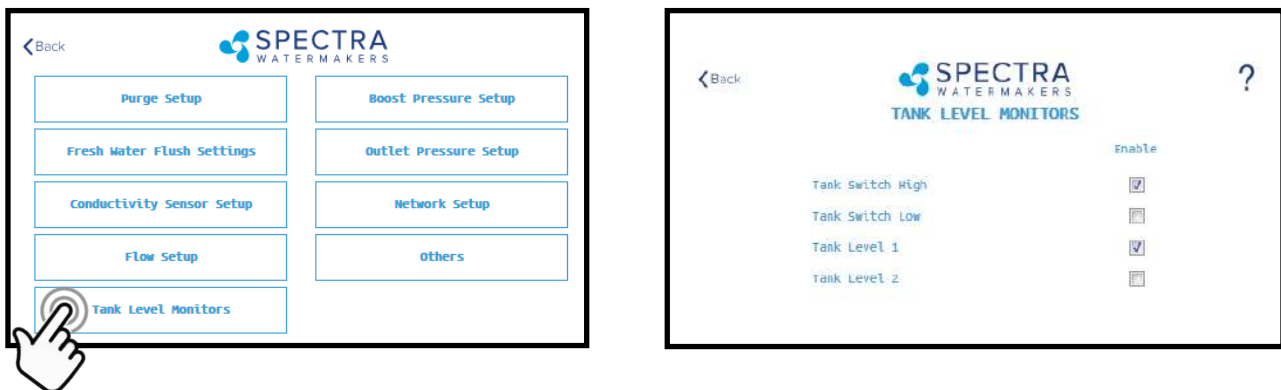 Back
SPECTRA
WATERMAKERS
Purge Setup
Boost Pressure Setup
Fresh Water Flush Settings
Outlet Pressure Setup
Conductivity Sensor Setup
Network Setup
Flow Setup
Others
Tank Level Monitors
Back
SPECTRA
WATERMAKERS
?
TANK LEVEL MONITORS
Enable
Tank Switch High
Tank Switch Low
Tank Level 1
Tank Level 2